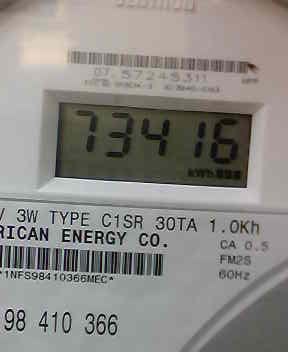 07.57245311
73416
kWh
V 3W TYPE C1SR 30TA 1.0Kh
RICAN ENERGY CO.
CA 0.5
FM2S
60Hz
*1NFS98410366MEC*
98 410 366